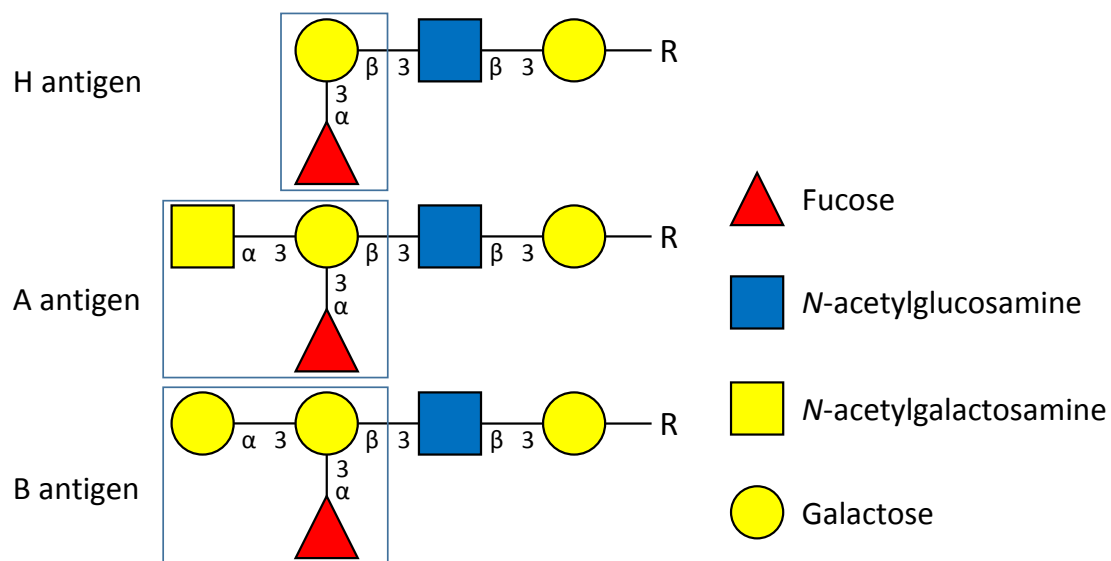 H antigen
β 3 β 3 R
3
α
A antigen
α 3 β 3 β 3 R
3
α
B antigen
α 3 β 3 β 3 R
3
α
Fucose
N-acetylglucosamine
N-acetylgalactosamine
Galactose